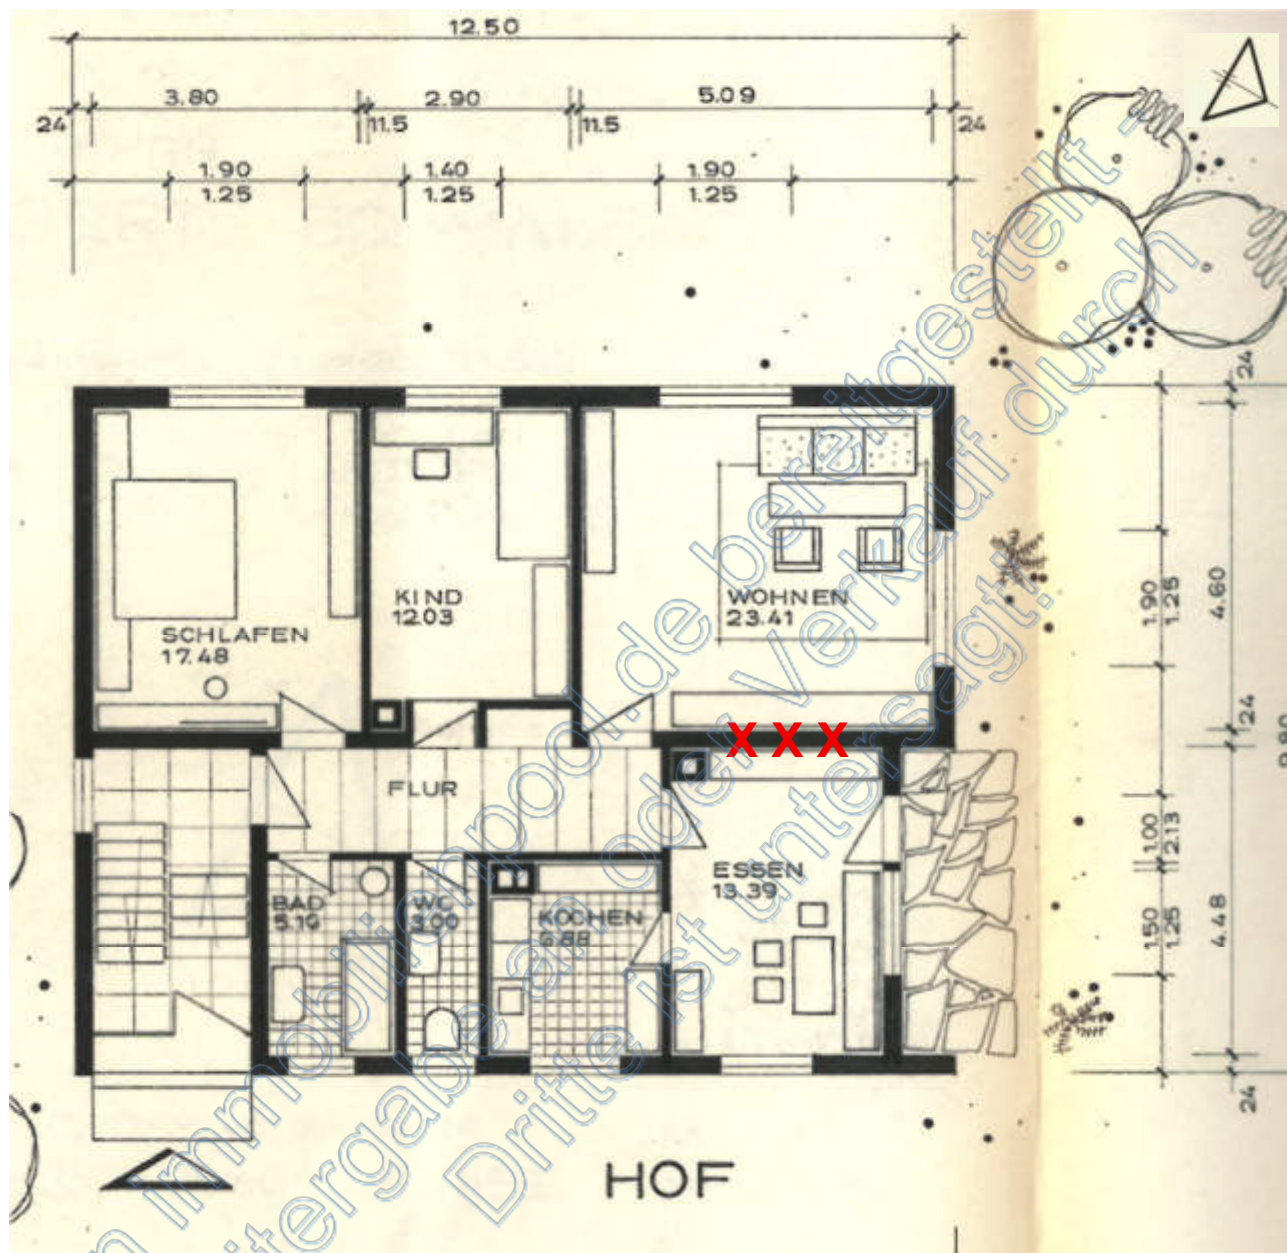 12.50
3.80 2.90 5.09
24 11.5 11.5 24
1.90 1.40 1.90
1.25 1.25 1.25
24
1.90
1.25
4.60
24
1.00
2.13
1.50
1.25
4.48
24
KIND
12.03
WOHNEN
23.41
SCHLAFEN
17.48
X X X
FLUR
ESSEN
13.39
BAD
5.16
WC
3.00
KOCHEN
6.88
HOF
immobilienpool.de bereitgestellt
oder Verkauf durch
Dritte ist untersagt!